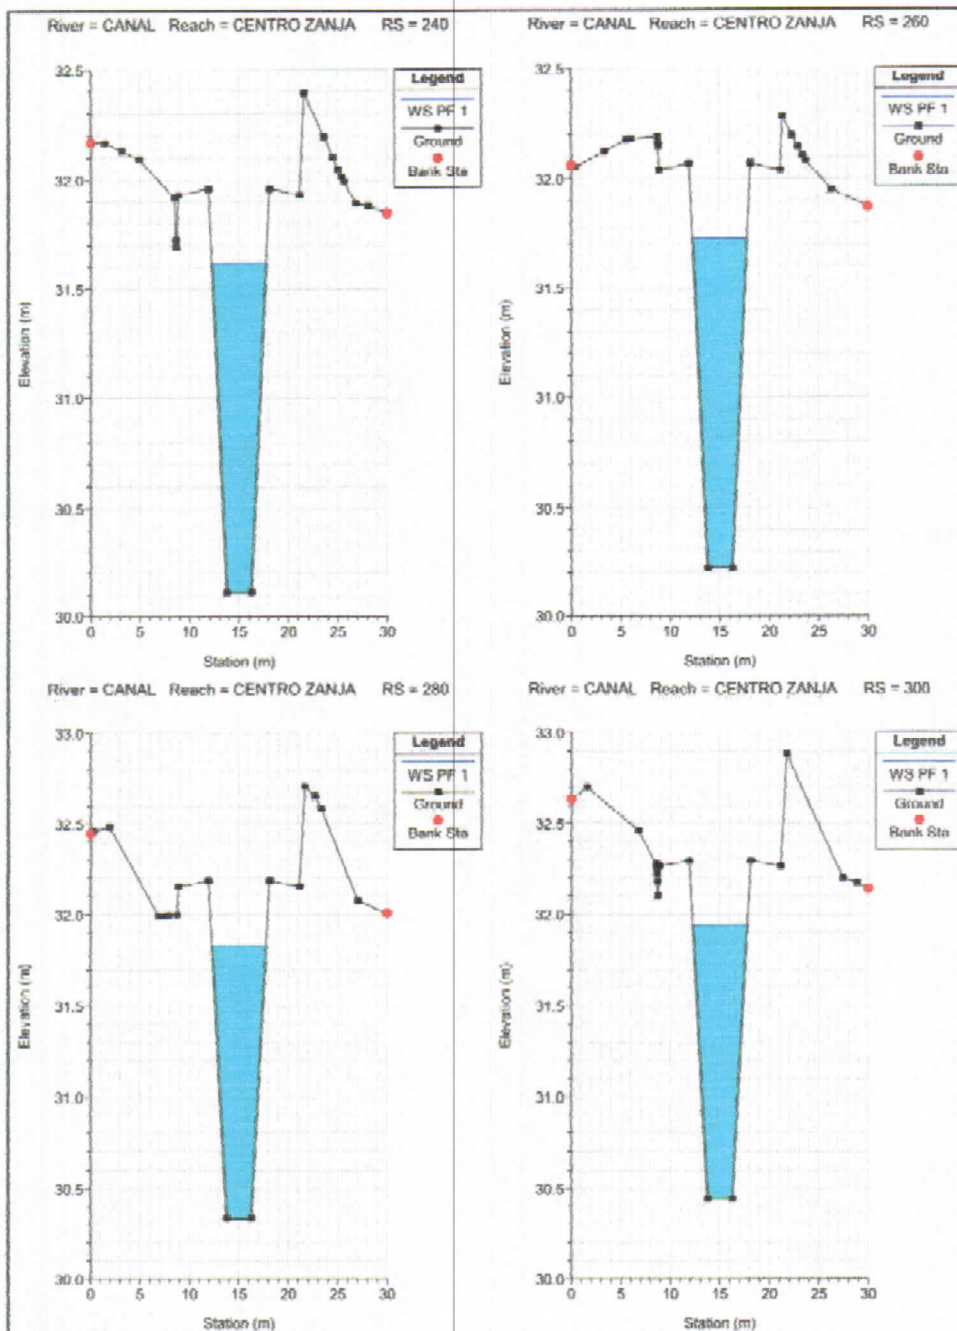 River = CANAL Reach = CENTRO ZANJA RS = 240
Legend
WS PF 1
Ground
Bank Sta
Elevation (m)
32.5
32.0
31.5
31.0
30.5
30.0
0 5 10 15 20 25 30
Station (m)
River = CANAL Reach = CENTRO ZANJA RS = 260
Legend
WS PF 1
Ground
Bank Sta
Elevation (m)
32.5
32.0
31.5
31.0
30.5
30.0
0 5 10 15 20 25 30
Station (m)
River = CANAL Reach = CENTRO ZANJA RS = 280
Legend
WS PF 1
Ground
Bank Sta
Elevation (m)
33.0
32.5
32.0
31.5
31.0
30.5
30.0
0 5 10 15 20 25 30
Station (m)
River = CANAL Reach = CENTRO ZANJA RS = 300
Legend
WS PF 1
Ground
Bank Sta
Elevation (m)
33.0
32.5
32.0
31.5
31.0
30.5
30.0
0 5 10 15 20 25 30
Station (m)